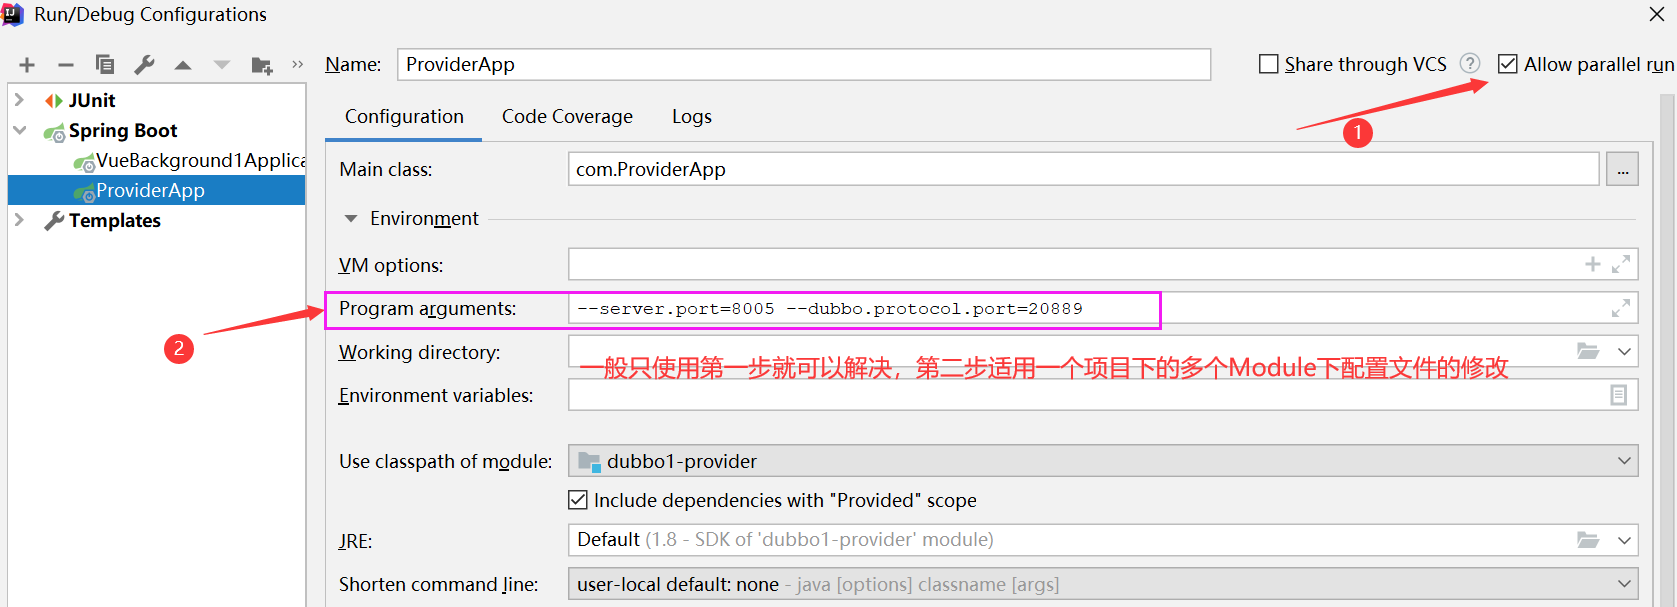 Run/Debug Configurations
Name: ProviderApp
Share through VCS ? Allow parallel run
JUnit
Spring Boot
VueBackground1Applica
ProviderApp
Templates
Configuration Code Coverage Logs
1
Main class: com.ProviderApp ...
Environment
VM options:
Program arguments: --server.port=8005 --dubbo.protocol.port=20889
2
Working directory:
一般只使用第一步就可以解决，第二步适用一个项目下的多个Module下配置文件的修改
Environment variables:
Use classpath of module: dubbo1-provider
Include dependencies with "Provided" scope
JRE: Default (1.8 - SDK of 'dubbo1-provider' module)
Shorten command line: user-local default: none - java [options] classname [args]